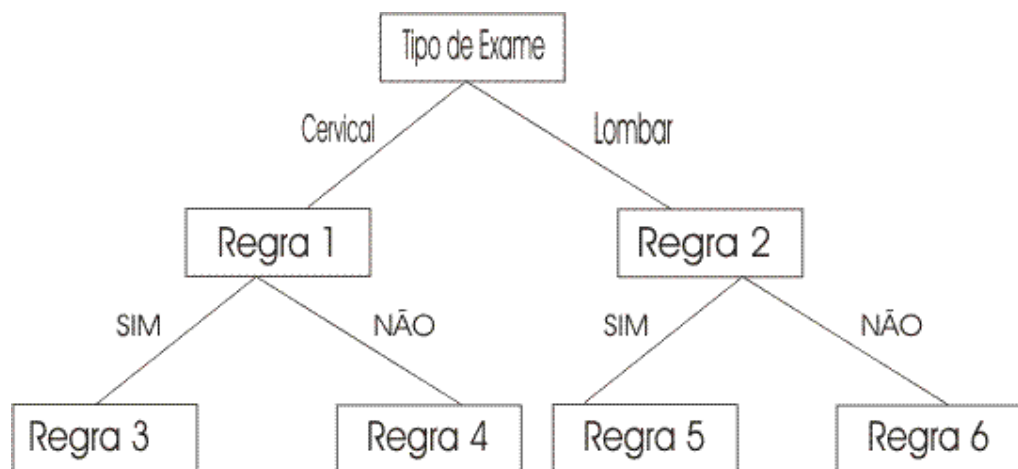 Tipo de Exame
Cervical
Lombar
Regra 1
Regra 2
SIM
NÃO
SIM
NÃO
Regra 3
Regra 4
Regra 5
Regra 6